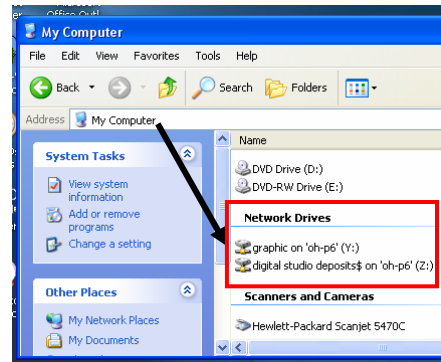 Office Outl
My Computer
File Edit View Favorites Tools Help
Back Search Folders
Address My Computer
Name
System Tasks
View system
information
Add or remove
programs
Change a setting
Other Places
My Network Places
My Documents
DVD Drive (D:)
DVD-RW Drive (E:)
Network Drives
graphic on 'oh-p6' (Y:)
digital studio deposits$ on 'oh-p6' (Z:)
Scanners and Cameras
Hewlett-Packard Scanjet 5470C